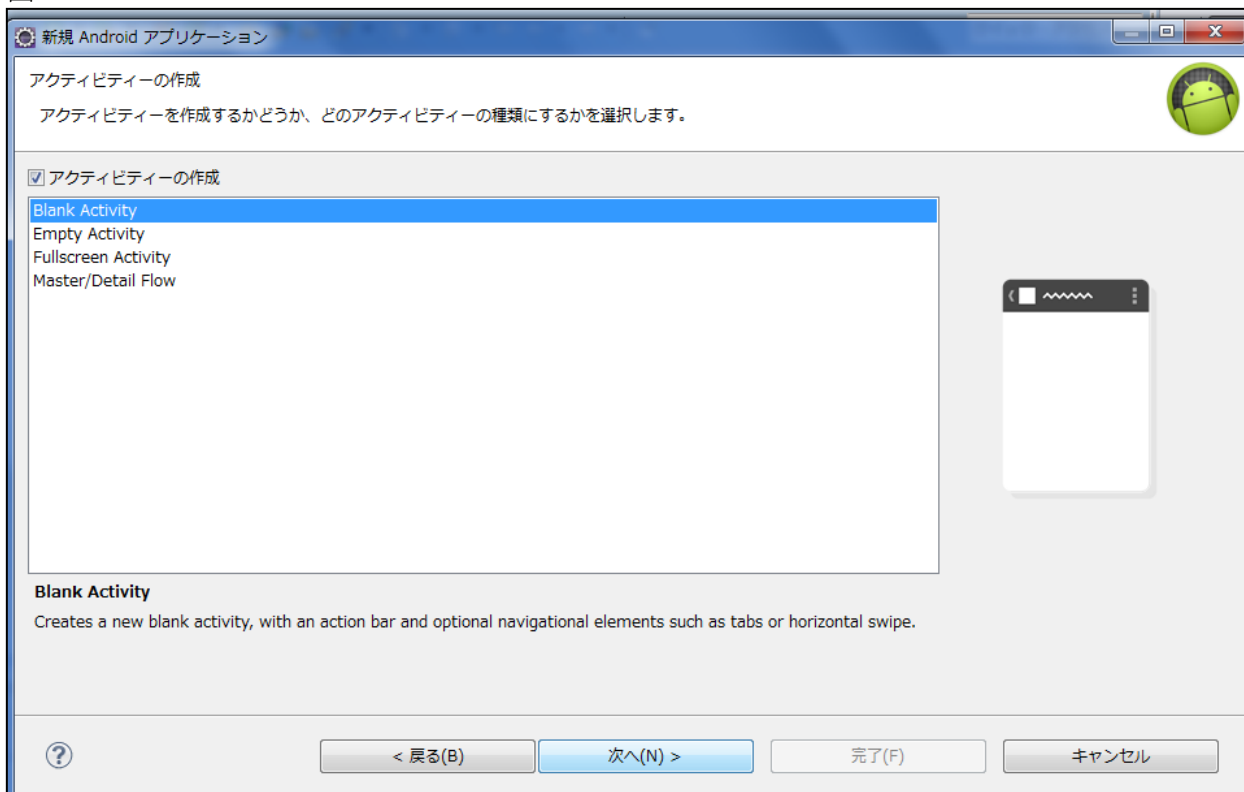 新規 Android アプリケーション
アクティビティーの作成
アクティビティーを作成するかどうか、どのアクティビティーの種類にするかを選択します。
アクティビティーの作成
Blank Activity
Empty Activity
Fullscreen Activity
Master/Detail Flow
Blank Activity
Creates a new blank activity, with an action bar and optional navigational elements such as tabs or horizontal swipe.
< 戻る(B)
次へ(N) >
完了(F)
キャンセル